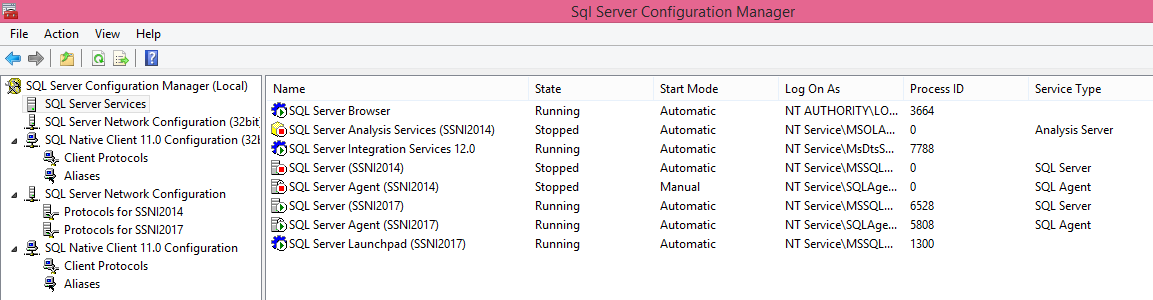 Sql Server Configuration Manager
File Action View Help
SQL Server Configuration Manager (Local)
SQL Server Services
SQL Server Network Configuration (32bit
SQL Native Client 11.0 Configuration (32b
Client Protocols
Aliases
SQL Server Network Configuration
Protocols for SSNI2014
Protocols for SSNI2017
SQL Native Client 11.0 Configuration
Client Protocols
Aliases
Name State Start Mode Log On As Process ID Service Type
SQL Server Browser Running Automatic NT AUTHORITY\LO... 3664
SQL Server Analysis Services (SSNI2014) Stopped Automatic NT Service\MSOLA... 0 Analysis Server
SQL Server Integration Services 12.0 Running Automatic NT Service\MsDtsS... 7788
SQL Server (SSNI2014) Stopped Automatic NT Service\MSSQL... 0 SQL Server
SQL Server Agent (SSNI2014) Stopped Manual NT Service\SQLAge... 0 SQL Agent
SQL Server (SSNI2017) Running Automatic NT Service\MSSQL... 6528 SQL Server
SQL Server Agent (SSNI2017) Running Automatic NT Service\SQLAge... 5808 SQL Agent
SQL Server Launchpad (SSNI2017) Running Automatic NT Service\MSSQL... 1300